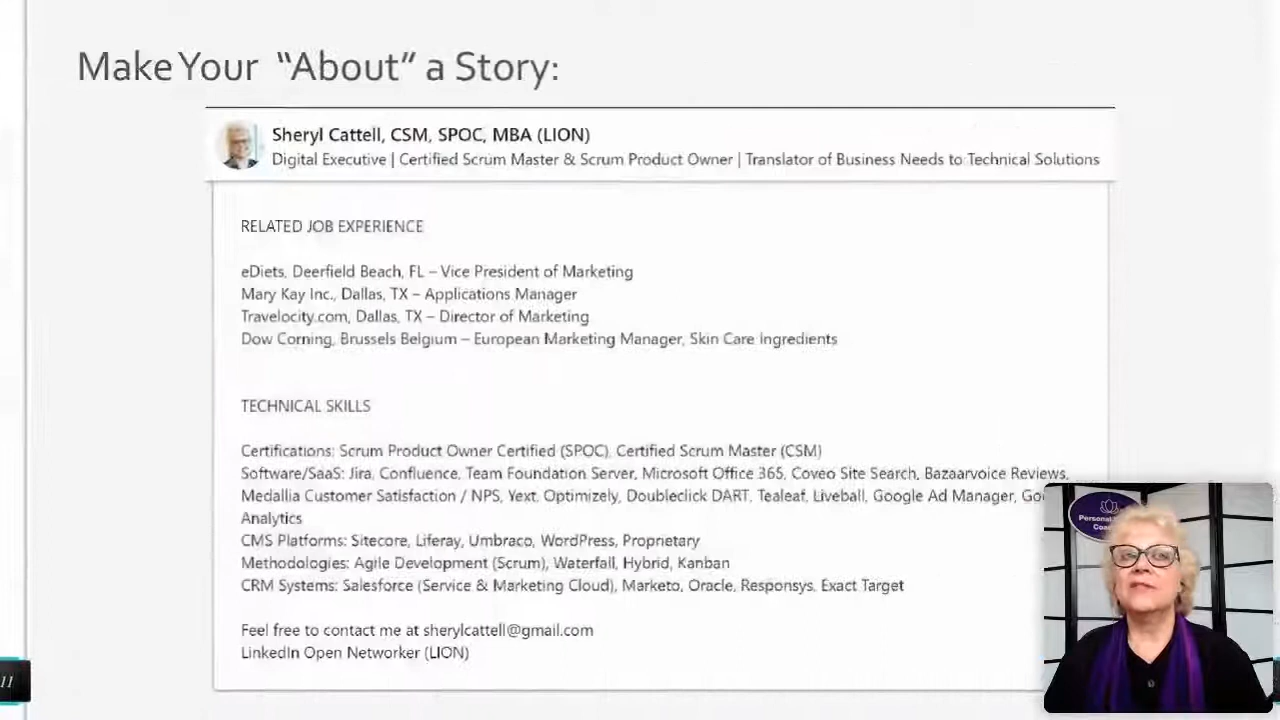 Make Your “About” a Story:
Sheryl Cattell, CSM, SPOC, MBA (LION)
Digital Executive | Certified Scrum Master & Scrum Product Owner | Translator of Business Needs to Technical Solutions
RELATED JOB EXPERIENCE
eDiets, Deerfield Beach, FL – Vice President of Marketing
Mary Kay Inc., Dallas, TX – Applications Manager
Travelocity.com, Dallas, TX – Director of Marketing
Dow Corning, Brussels Belgium – European Marketing Manager, Skin Care Ingredients
TECHNICAL SKILLS
Certifications: Scrum Product Owner Certified (SPOC), Certified Scrum Master (CSM)
Software/SaaS: Jira, Confluence, Team Foundation Server, Microsoft Office 365, Coveo Site Search, Bazaarvoice Reviews,
Medallia Customer Satisfaction / NPS, Yext, Optimizely, Doubleclick DART, Tealeaf, Liveball, Google Ad Manager,
Analytics
CMS Platforms: Sitecore, Liferay, Umbraco, WordPress, Proprietary
Methodologies: Agile Development (Scrum), Waterfall, Hybrid, Kanban
CRM Systems: Salesforce (Service & Marketing Cloud), Marketo, Oracle, Responsys, Exact Target
Feel free to contact me at sherylcattell@gmail.com
LinkedIn Open Networker (LION)
11